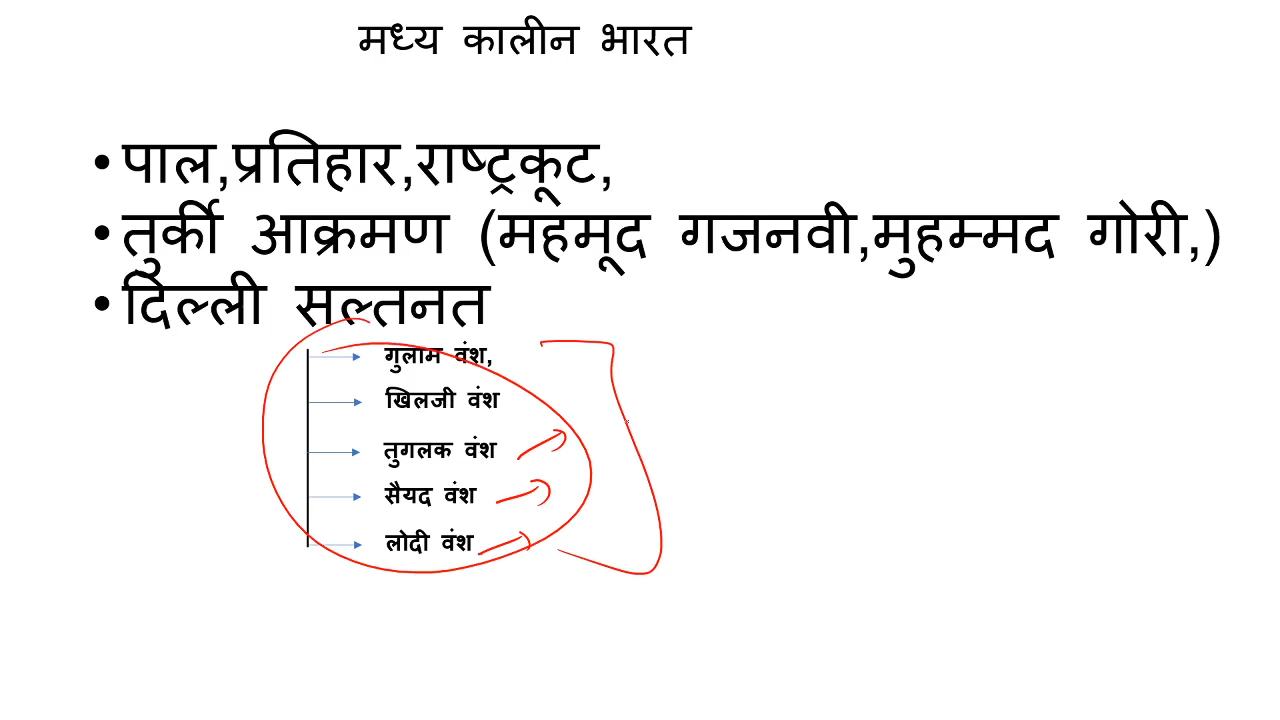 मध्य कालीन भारत
•पाल,प्रतिहार,राष्ट्रकूट,
•तुर्की आक्रमण (महमूद गजनवी,मुहम्मद गोरी,)
•दिल्ली सल्तनत
गुलाम वंश,
खिलजी वंश
तुगलक वंश
सैयद वंश
लोदी वंश